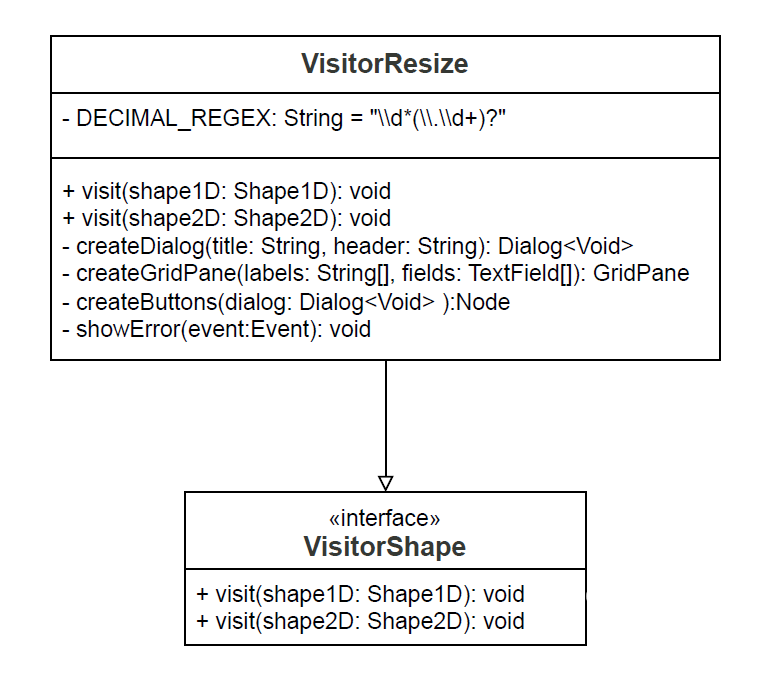 VisitorResize
- DECIMAL_REGEX: String = "\\d*(\\.\\d+)?"
+ visit(shape1D: Shape1D): void
+ visit(shape2D: Shape2D): void
- createDialog(title: String, header: String): Dialog<Void>
- createGridPane(labels: String[], fields: TextField[]): GridPane
- createButtons(dialog: Dialog<Void> ):Node
- showError(event:Event): void
«interface»
VisitorShape
+ visit(shape1D: Shape1D): void
+ visit(shape2D: Shape2D): void